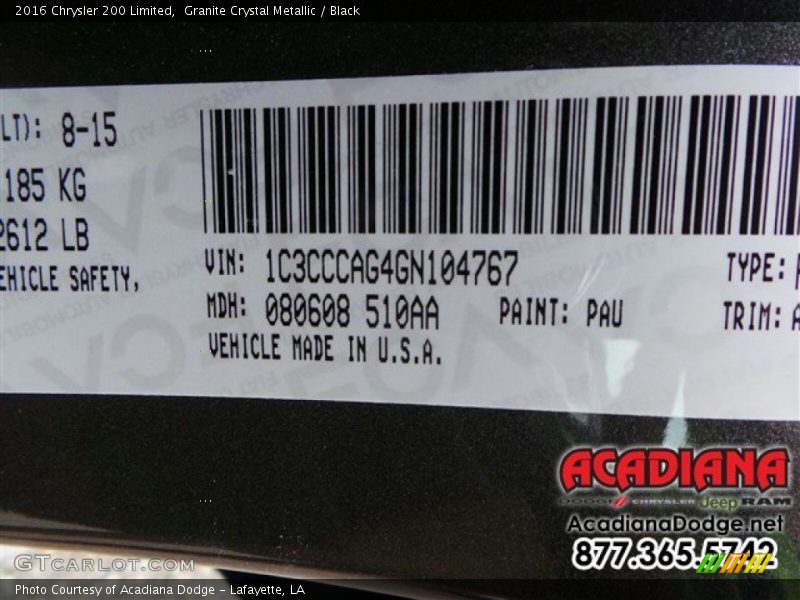 2016 Chrysler 200 Limited, Granite Crystal Metallic / Black
LT): 8-15
185 KG
2612 LB
EHICLE SAFETY,
VIN: 1C3CCCAG4GN104767
TYPE:
MDH: 080608 510AA
PAINT: PAU
TRIM: A
VEHICLE MADE IN U.S.A.
ACADIANA
DODGE CHRYSLER Jeep RAM
AcadianaDodge.net
877.365.5742
GTCarLot.com
Photo Courtesy of Acadiana Dodge - Lafayette, LA